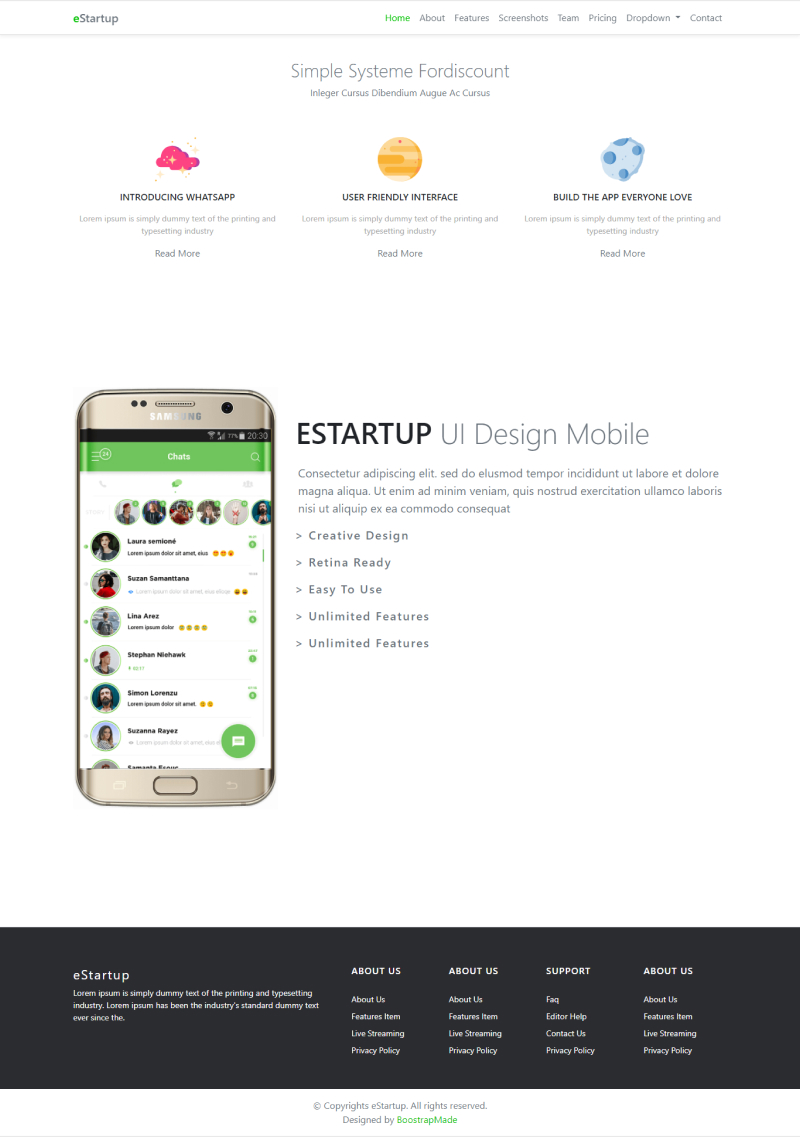 eStartup
Home About Features Screenshots Team Pricing Dropdown Contact
Simple Systeme Fordiscount
Inleger Cursus Dibendium Augue Ac Cursus
INTRODUCING WHATSAPP
Lorem ipsum is simply dummy text of the printing and
typesetting industry
Read More
USER FRIENDLY INTERFACE
Lorem ipsum is simply dummy text of the printing and
typesetting industry
Read More
BUILD THE APP EVERYONE LOVE
Lorem ipsum is simply dummy text of the printing and
typesetting industry
Read More
SAMSUNG
77% 20:30
24
Chats
Laura semioné
Lorem ipsum dolor sit amet, eius
Suzan Samanttana
Lorem ipsum dolor sit amet, eius ellose
Lina Arez
Lorem ipsum dolor
Stephan Niehawk
Simon Lorenzu
Lorem ipsum dolor sit amet.
Suzanna Rayez
Lorem ipsum dolor sit amet, eius
Samanta
ESTARTUP UI Design Mobile
Consectetur adipiscing elit. sed do elusmod tempor incididunt ut labore et dolore
magna aliqua. Ut enim ad minim veniam, quis nostrud exercitation ullamco laboris
nisi ut aliquip ex ea commodo consequat
> Creative Design
> Retina Ready
> Easy To Use
> Unlimited Features
> Unlimited Features
eStartup
Lorem ipsum is simply dummy text of the printing and typesetting
industry. Lorem ipsum has been the industry's standard dummy text
ever since the.
ABOUT US
About Us
Features Item
Live Streaming
Privacy Policy
ABOUT US
About Us
Features Item
Live Streaming
Privacy Policy
SUPPORT
Faq
Editor Help
Contact Us
Privacy Policy
ABOUT US
About Us
Features Item
Live Streaming
Privacy Policy
© Copyrights eStartup. All rights reserved.
Designed by BoostrapMade